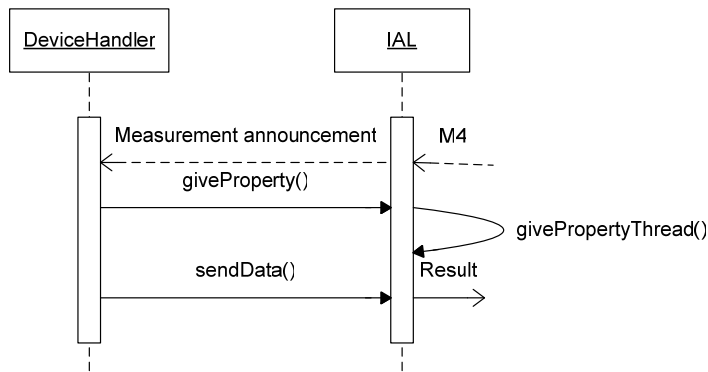 DeviceHandler
IAL
Measurement announcement
M4
giveProperty()
givePropertyThread()
sendData()
Result